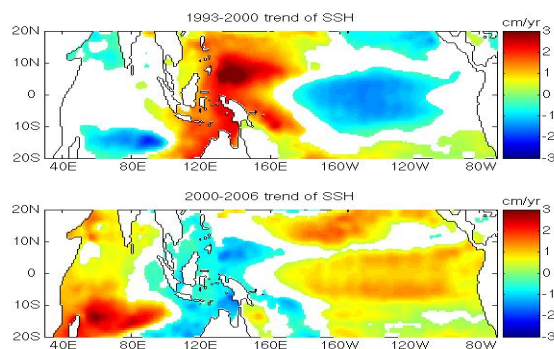 1993-2000 trend of SSH
cm/yr
20N
10N
0
10S
20S
40E
80E
120E
160E
160W
120W
80W
3
2
1
0
-1
-2
-3
2000-2006 trend of SSH
cm/yr
20N
10N
0
10S
20S
40E
80E
120E
160E
160W
120W
80W
3
2
1
0
-1
-2
-3